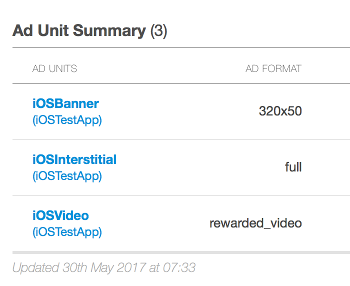 Ad Unit Summary (3)
AD UNITS AD FORMAT
iOSBanner
(iOSTestApp) 320x50
iOSInterstitial
(iOSTestApp) full
iOSVideo
(iOSTestApp) rewarded_video
Updated 30th May 2017 at 07:33